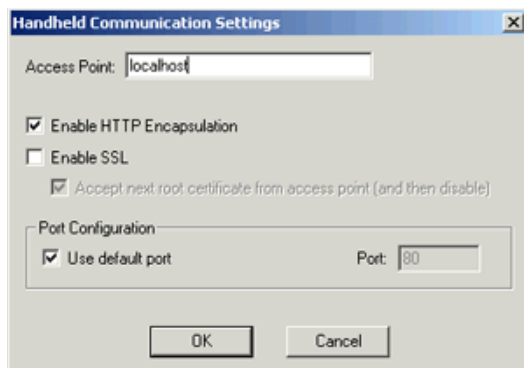 Handheld Communication Settings
Access Point: localhost
Enable HTTP Encapsulation
Enable SSL
Accept next root certificate from access point (and then disable)
Port Configuration
Use default port Port: 80
OK Cancel